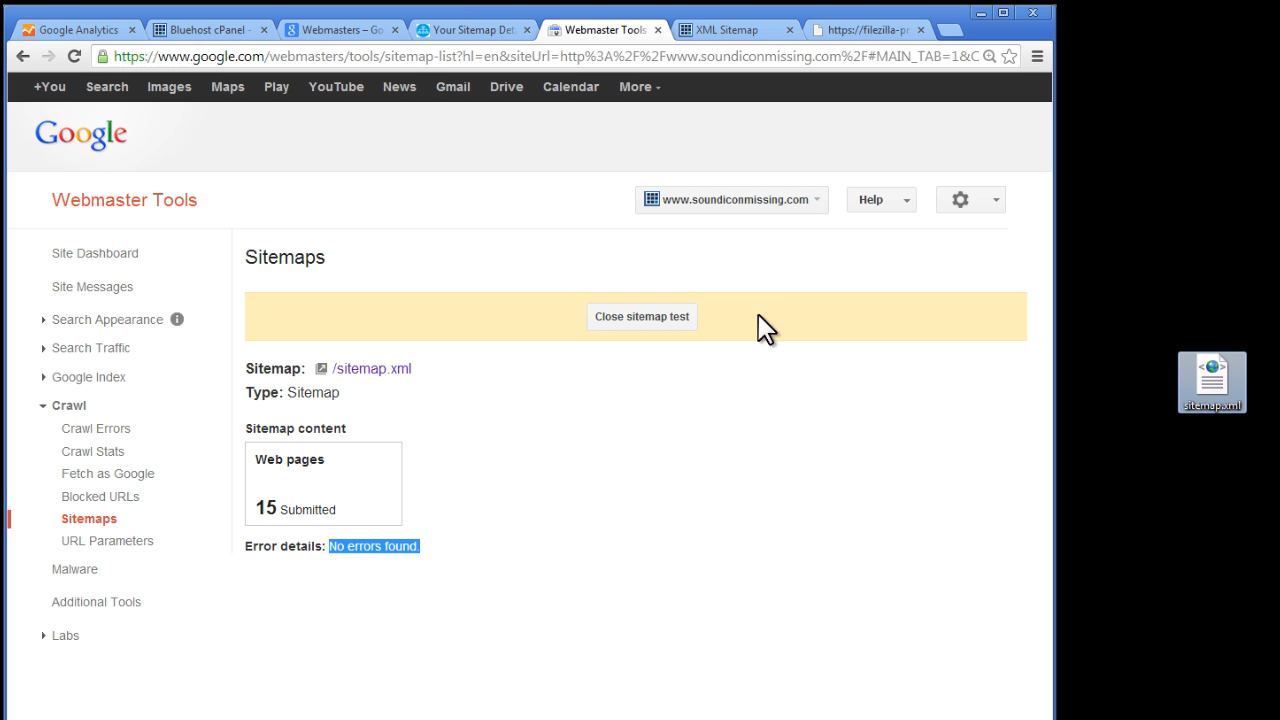 Google Analytics
Bluehost cPanel -
Webmasters – Go
Your Sitemap Det
Webmaster Tools
XML Sitemap
https://filezilla-pr
https://www.google.com/webmasters/tools/sitemap-list?hl=en&siteUrl=http%3A%2F%2Fwww.soundiconmissing.com%2F#MAIN_TAB=1&C
+You Search Images Maps Play YouTube News Gmail Drive Calendar More
Google
Webmaster Tools
www.soundiconmissing.com
Help
Site Dashboard
Site Messages
Search Appearance
Search Traffic
Google Index
Crawl
Crawl Errors
Crawl Stats
Fetch as Google
Blocked URLs
Sitemaps
URL Parameters
Malware
Additional Tools
Labs
Sitemaps
Close sitemap test
Sitemap: /sitemap.xml
Type: Sitemap
Sitemap content
Web pages
15 Submitted
Error details: No errors found.
sitemap.xml